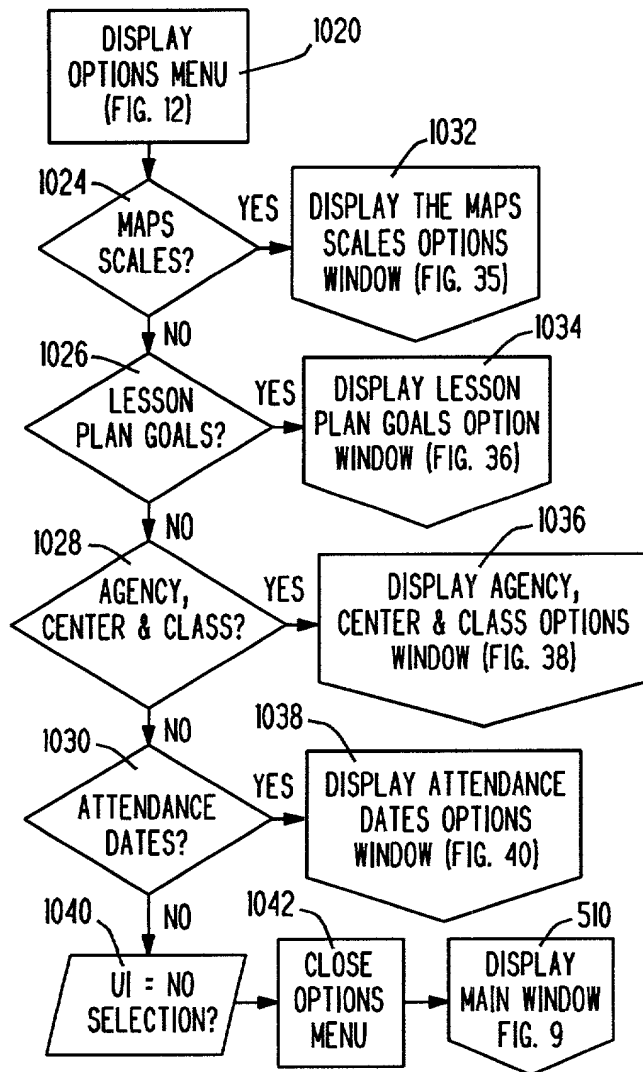 DISPLAY
OPTIONS MENU
(FIG. 12)
1020
1024
MAPS
SCALES?
YES
1032
DISPLAY THE MAPS
SCALES OPTIONS
WINDOW (FIG. 35)
NO
1026
LESSON
PLAN GOALS?
YES
1034
DISPLAY LESSON
PLAN GOALS OPTION
WINDOW (FIG. 36)
NO
1028
AGENCY,
CENTER & CLASS?
YES
1036
DISPLAY AGENCY,
CENTER & CLASS OPTIONS
WINDOW (FIG. 38)
NO
1030
ATTENDANCE
DATES?
YES
1038
DISPLAY ATTENDANCE
DATES OPTIONS
WINDOW (FIG. 40)
NO
1040
UI = NO
SELECTION?
1042
CLOSE
OPTIONS
MENU
510
DISPLAY
MAIN WINDOW
FIG. 9